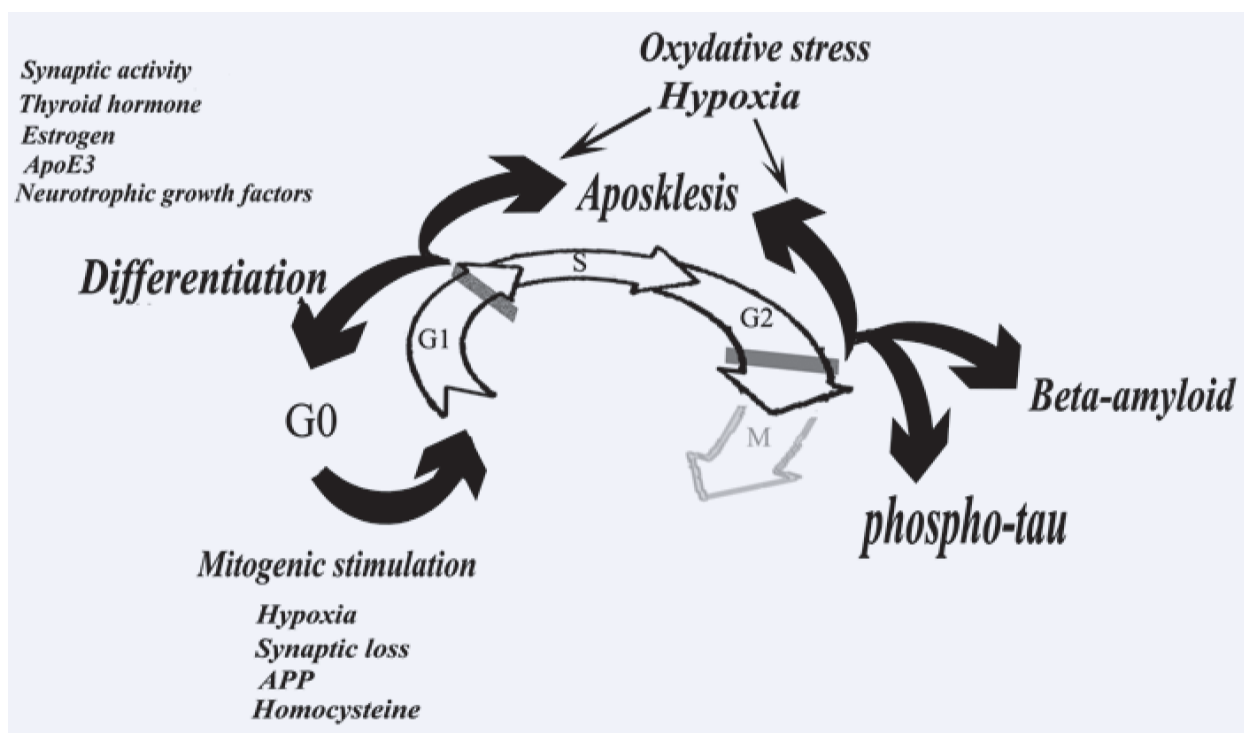 Oxydative stress
Hypoxia
Synaptic activity
Thyroid hormone
Estrogen
ApoE3
Neurotrophic growth factors
Aposklesis
Differentiation
S
G1
G2
G0
M
Beta-amyloid
phospho-tau
Mitogenic stimulation
Hypoxia
Synaptic loss
APP
Homocysteine